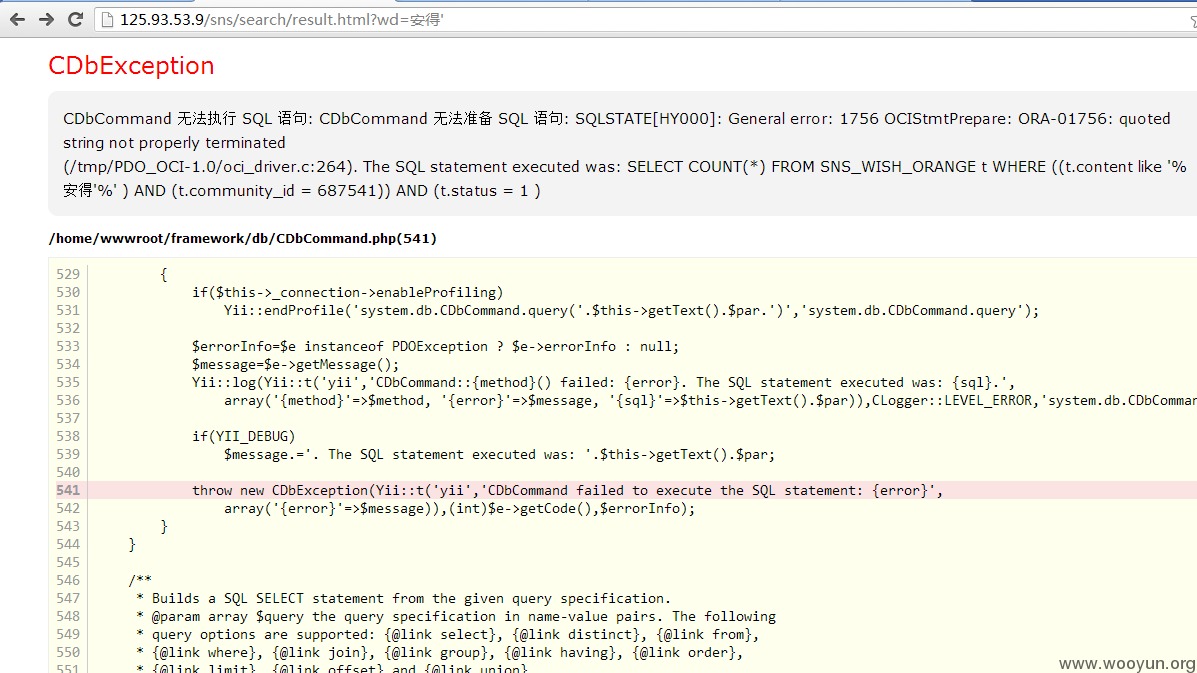 125.93.53.9/sns/search/result.html?wd=安得'
CDbException
CDbCommand 无法执行 SQL 语句: CDbCommand 无法准备 SQL 语句: SQLSTATE[HY000]: General error: 1756 OCIStmtPrepare: ORA-01756: quoted
string not properly terminated
(/tmp/PDO_OCI-1.0/oci_driver.c:264). The SQL statement executed was: SELECT COUNT(*) FROM SNS_WISH_ORANGE t WHERE ((t.content like '%
安得'%' ) AND (t.community_id = 687541)) AND (t.status = 1 )
/home/wwwroot/framework/db/CDbCommand.php(541)
529 {
530 if($this->_connection->enableProfiling)
531 Yii::endProfile('system.db.CDbCommand.query('.$this->getText().$par.')','system.db.CDbCommand.query');
532
533 $errorInfo=$e instanceof PDOException ? $e->errorInfo : null;
534 $message=$e->getMessage();
535 Yii::log(Yii::t('yii','CDbCommand::{method}() failed: {error}. The SQL statement executed was: {sql}.',
536 array('{method}'=>$method, '{error}'=>$message, '{sql}'=>$this->getText().$par)),CLogger::LEVEL_ERROR,'system.db.CDbComman
537
538 if(YII_DEBUG)
539 $message.='. The SQL statement executed was: '.$this->getText().$par;
540
541 throw new CDbException(Yii::t('yii','CDbCommand failed to execute the SQL statement: {error}',
542 array('{error}'=>$message)),(int)$e->getCode(),$errorInfo);
543 }
544 }
545
546 /**
547 * Builds a SQL SELECT statement from the given query specification.
548 * @param array $query the query specification in name-value pairs. The following
549 * query options are supported: {@link select}, {@link distinct}, {@link from},
550 * {@link where}, {@link join}, {@link group}, {@link having}, {@link order},
551 * {@link limit}, {@link offset} and {@link union}
www.wooyun.org